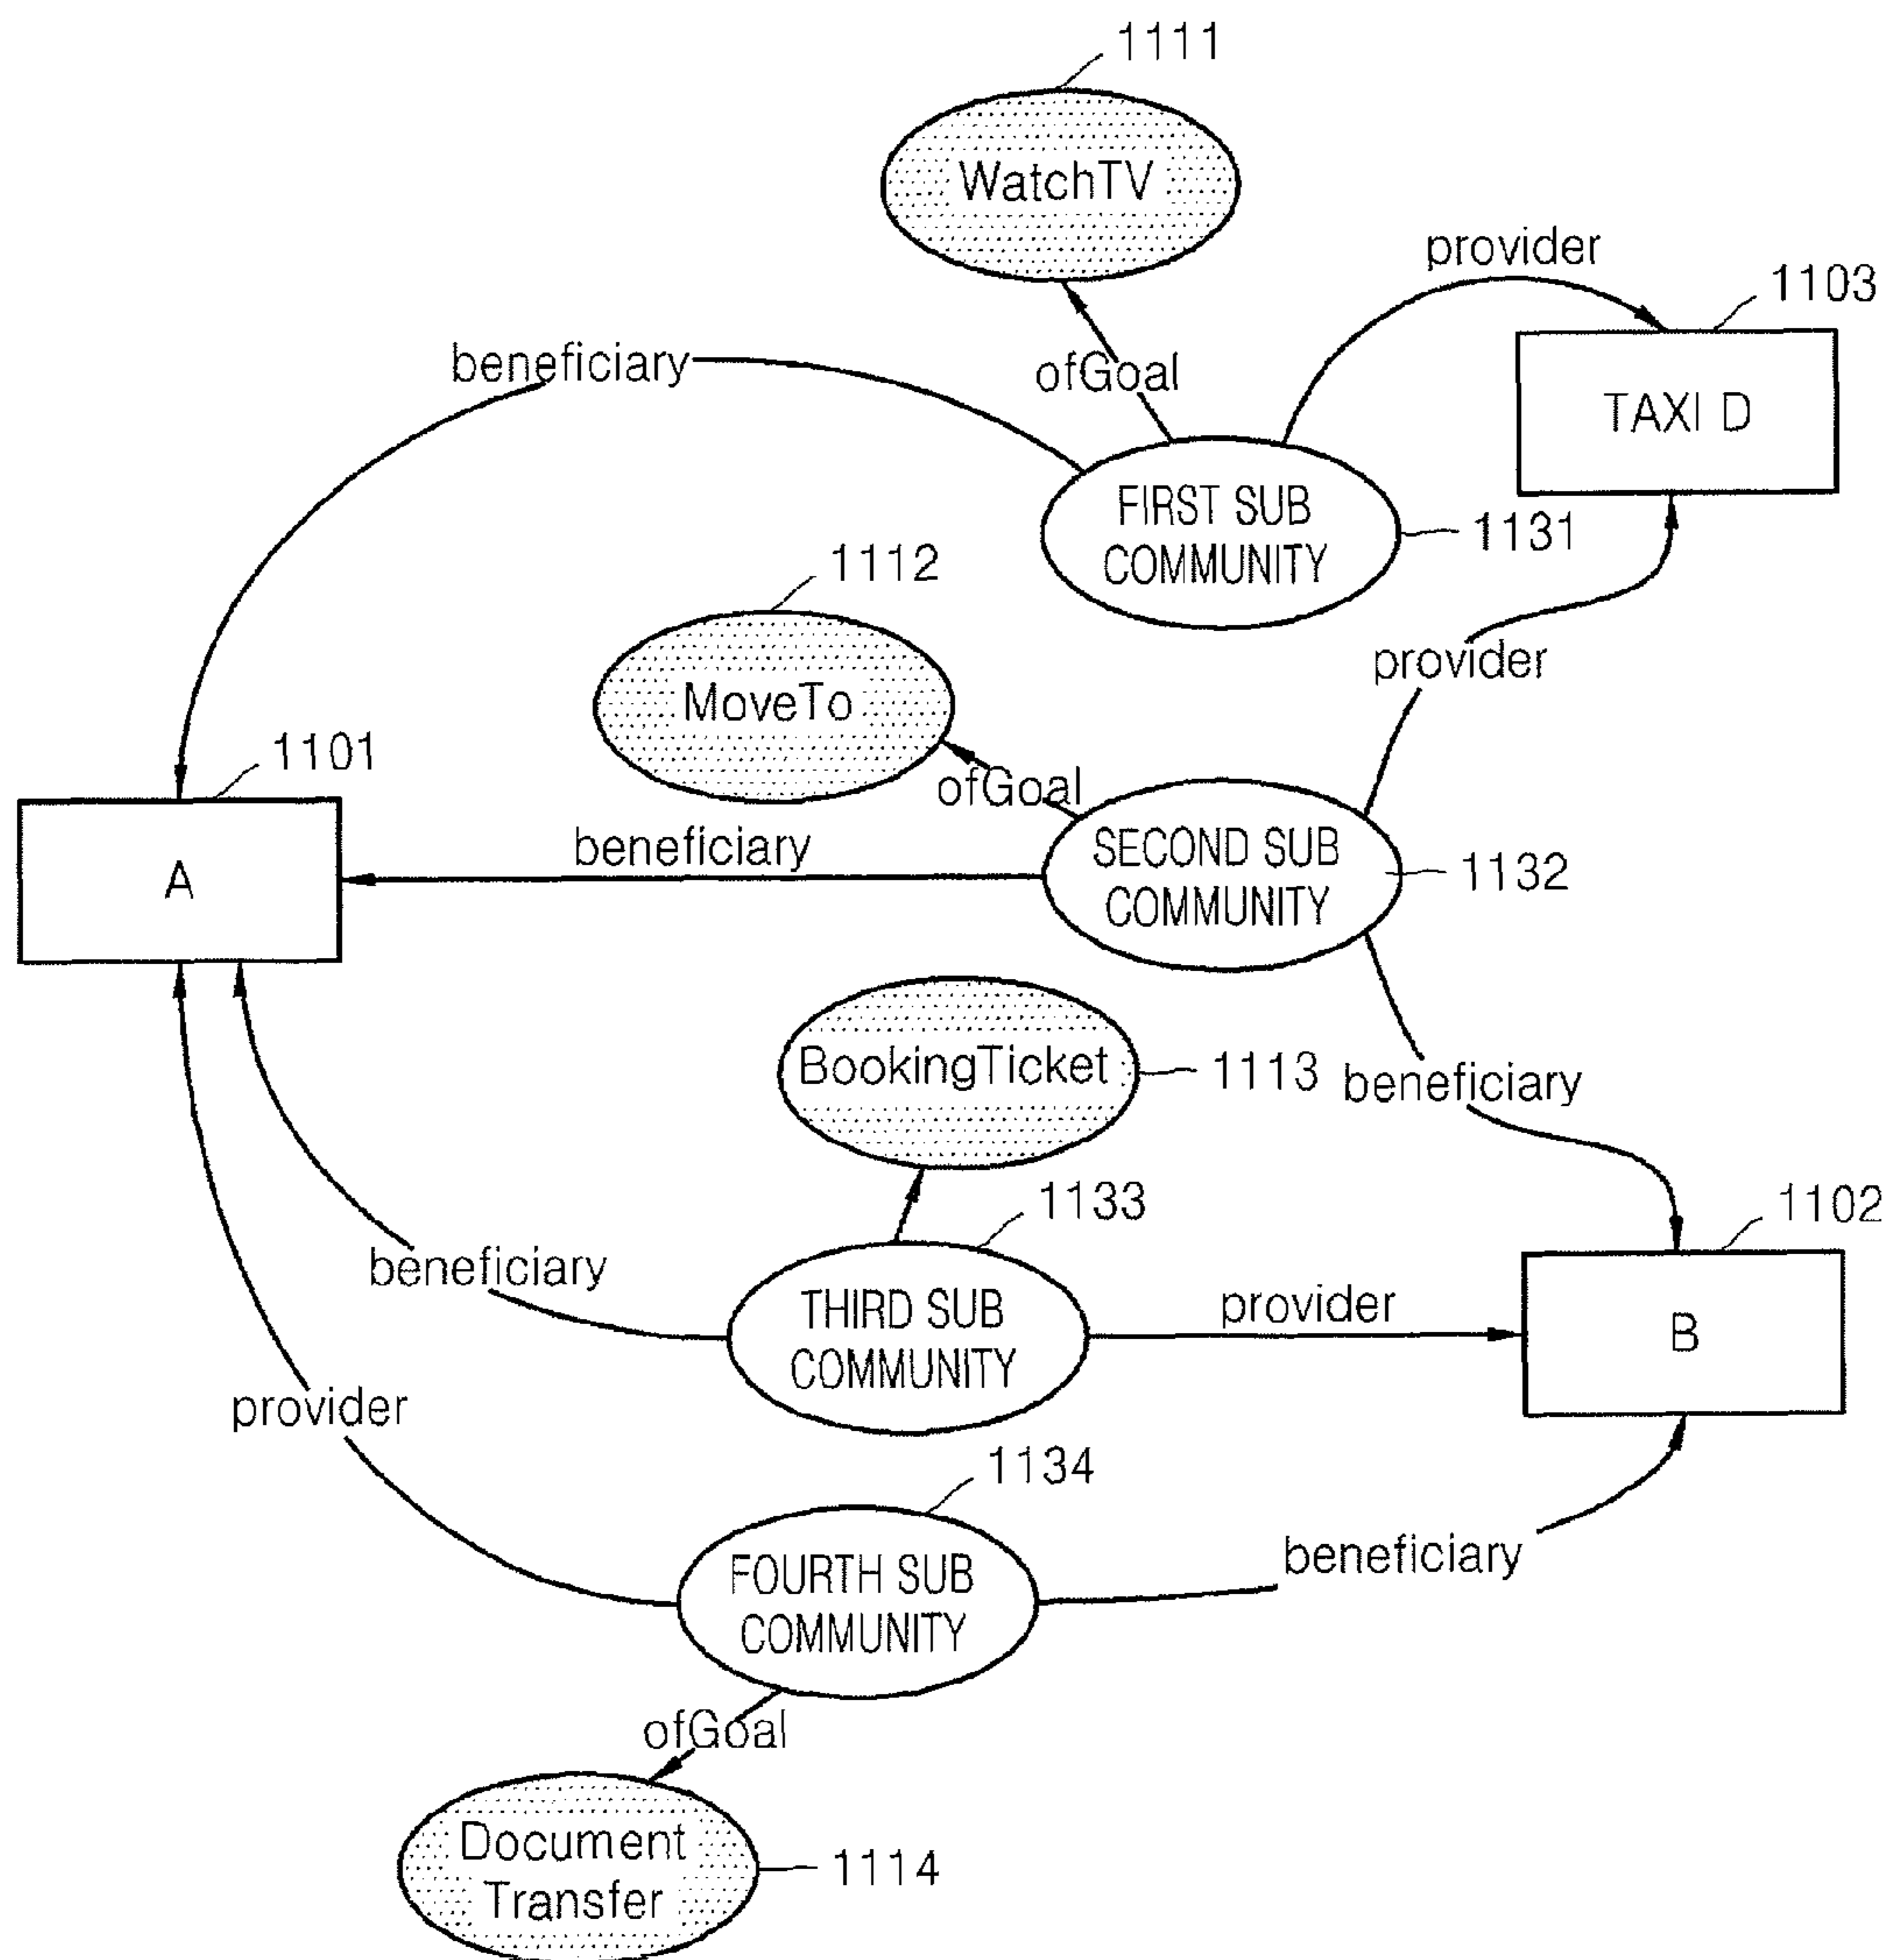 1111
WatchTV
provider
1103
beneficiary
ofGoal
TAXI D
FIRST SUB
COMMUNITY
1131
1112
MoveTo
provider
1101
ofGoal
A
beneficiary
SECOND SUB
COMMUNITY
1132
BookingTicket
1113
beneficiary
1133
1102
beneficiary
THIRD SUB
COMMUNITY
provider
B
provider
1134
FOURTH SUB
COMMUNITY
beneficiary
ofGoal
Document
Transfer
1114